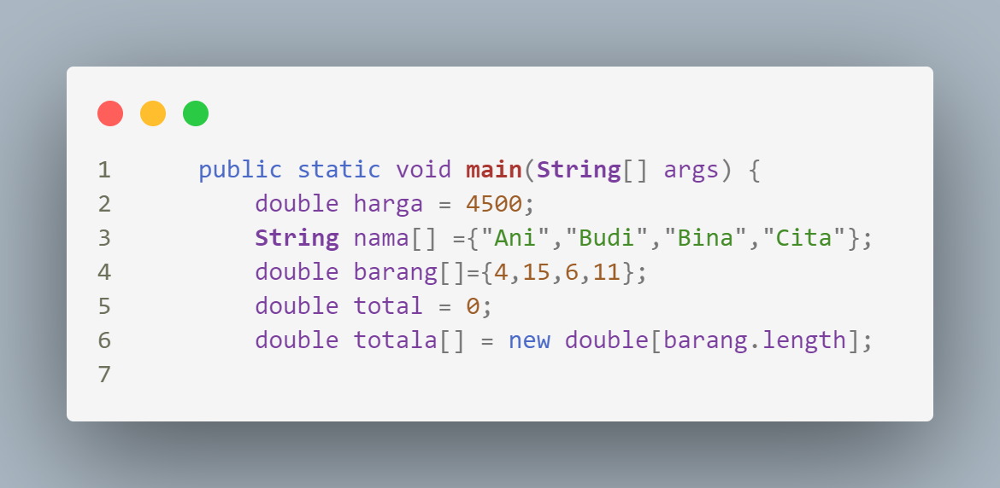 1 public static void main(String[] args) {
2 double harga = 4500;
3 String nama[] ={"Ani","Budi","Bina","Cita"};
4 double barang[]={4,15,6,11};
5 double total = 0;
6 double totala[] = new double[barang.length];
7